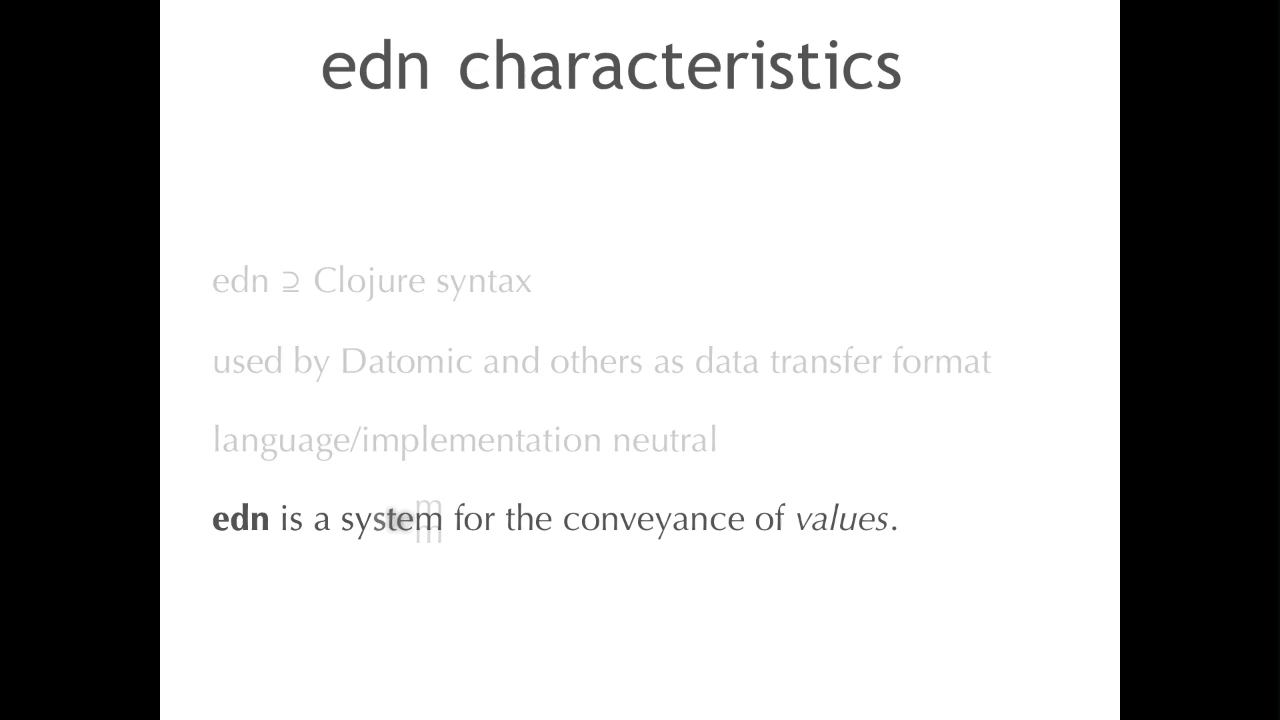 edn characteristics
edn ⊇ Clojure syntax
used by Datomic and others as data transfer format
language/implementation neutral
edn is a system for the conveyance of values.